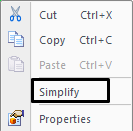 Cut Ctrl+X
Copy Ctrl+C
Paste Ctrl+V
Simplify
Properties